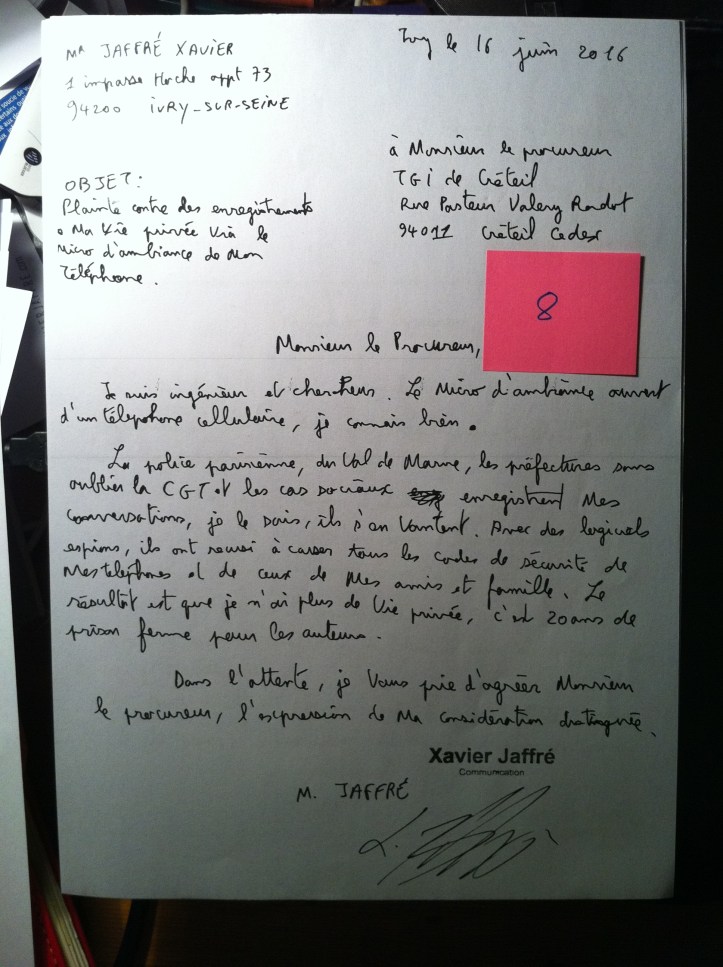 Mr JAFFRÉ XAVIER
1 impasse Hoche appt 73
94200 IVRY-SUR-SEINE
Ivry le 16 juin 2016
à Monsieur le procureur
TGI de Créteil
Rue Pasteur Valery Radot
94011 Créteil Cedex
OBJET:
Plainte contre des enregistrements
Ma Vie privée Via le
Micro d'ambiance de Mon
téléphone.
8
Monsieur le Procureur,
Je suis ingénieur et chercheur. Le Micro d'ambiance ouvert
d'un téléphone cellulaire, je connais bien.
La police parisienne, du Val de Marne, les préfectures sans
oublier la CGT et les cas sociaux enregistrent Mes
conversations, je le sais, ils s'en Vantent. Avec des logiciels
espions, ils ont reussi à casser tous les codes de sécurité de
Mes telephones et de ceux de Mes amis et famille. Le
résultat est que je n'ai plus de Vie privée, c'est 20 ans de
prison ferme pour les auteurs.
Dans l'attente, je Vous prie d'agréer Monsieur
le procureur, l'expression de Ma considération distinguée.
Xavier Jaffré
Communication
M. JAFFRÉ